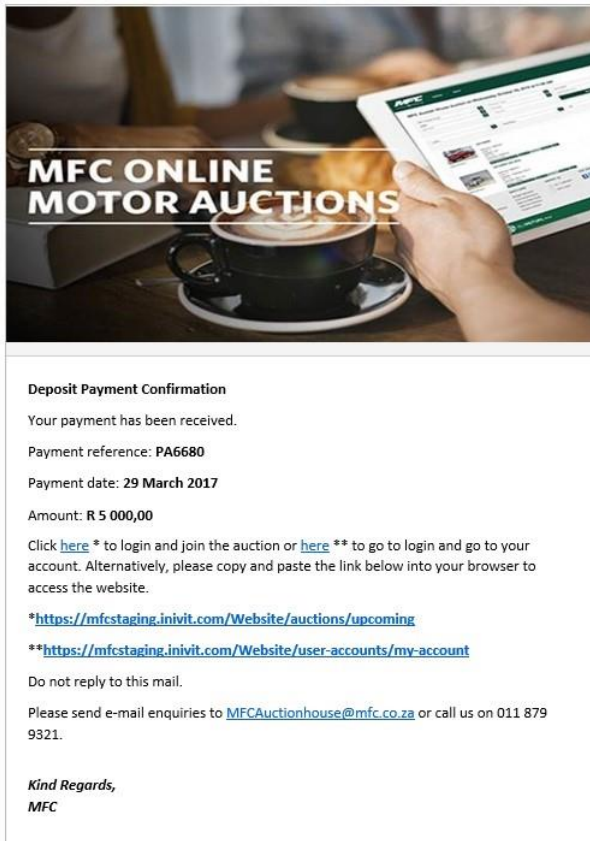 MFC
MFC ONLINE
MOTOR AUCTIONS
Deposit Payment Confirmation
Your payment has been received.
Payment reference: PA6680
Payment date: 29 March 2017
Amount: R 5 000,00
Click here * to login and join the auction or here ** to go to login and go to your
account. Alternatively, please copy and paste the link below into your browser to
access the website.
*https://mfcstaging.inivit.com/Website/auctions/upcoming
**https://mfcstaging.inivit.com/Website/user-accounts/my-account
Do not reply to this mail.
Please send e-mail enquiries to MFCAuctionhouse@mfc.co.za or call us on 011 879
9321.
Kind Regards,
MFC